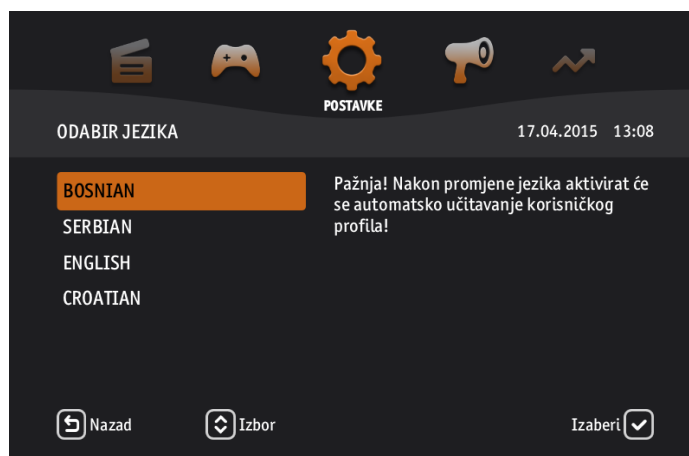 POSTAVKE
ODABIR JEZIKA
17.04.2015 13:08
BOSNIAN
SERBIAN
ENGLISH
CROATIAN
Pažnja! Nakon promjene jezika aktivirat će
se automatsko učitavanje korisničkog
profila!
Nazad
Izbor
Izaberi